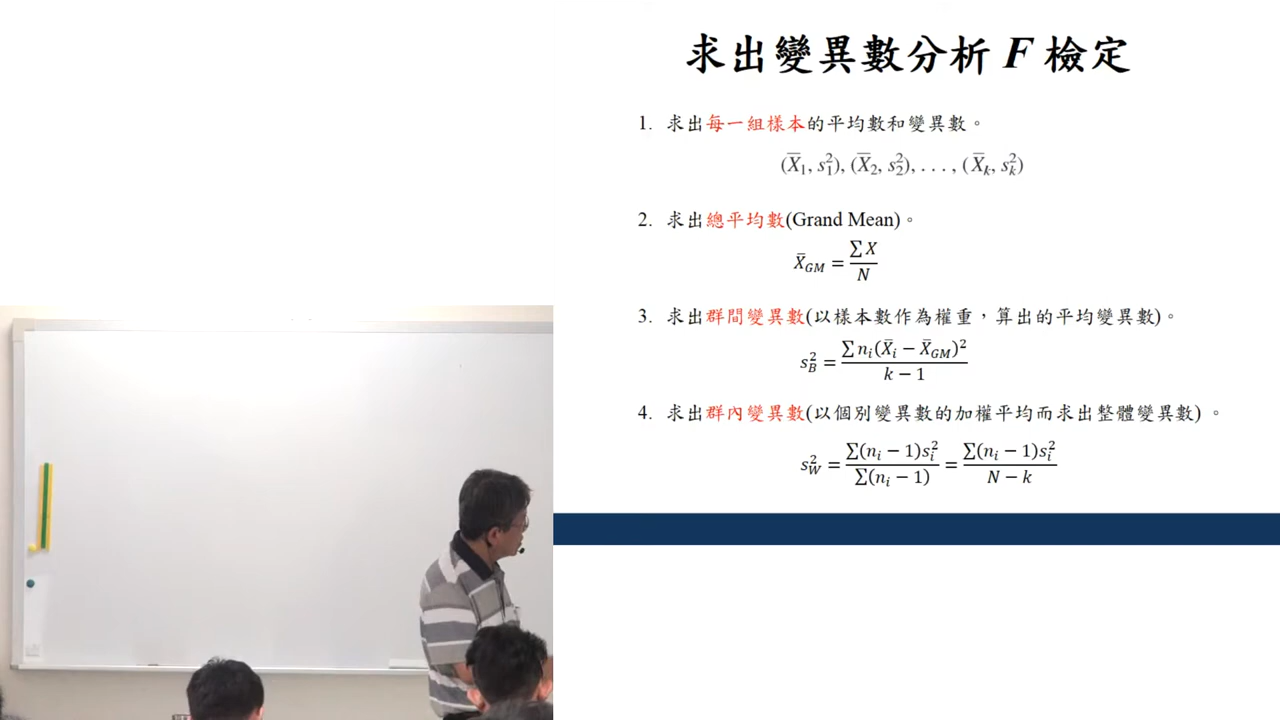 求出變異數分析 F 檢定
1. 求出每一組樣本的平均數和變異數。
(X̅₁, s₁²), (X̅₂, s₂²), . . . , (X̅ₖ, sₖ²)
2. 求出總平均數(Grand Mean)。
X̅_GM = ∑X / N
3. 求出群間變異數(以樣本數作為權重，算出的平均變異數)。
s_B² = ∑nᵢ(X̅ᵢ − X̅_GM)² / k − 1
4. 求出群內變異數(以個別變異數的加權平均而求出整體變異數) 。
s_W² = ∑(nᵢ − 1)sᵢ² / ∑(nᵢ − 1) = ∑(nᵢ − 1)sᵢ² / N − k